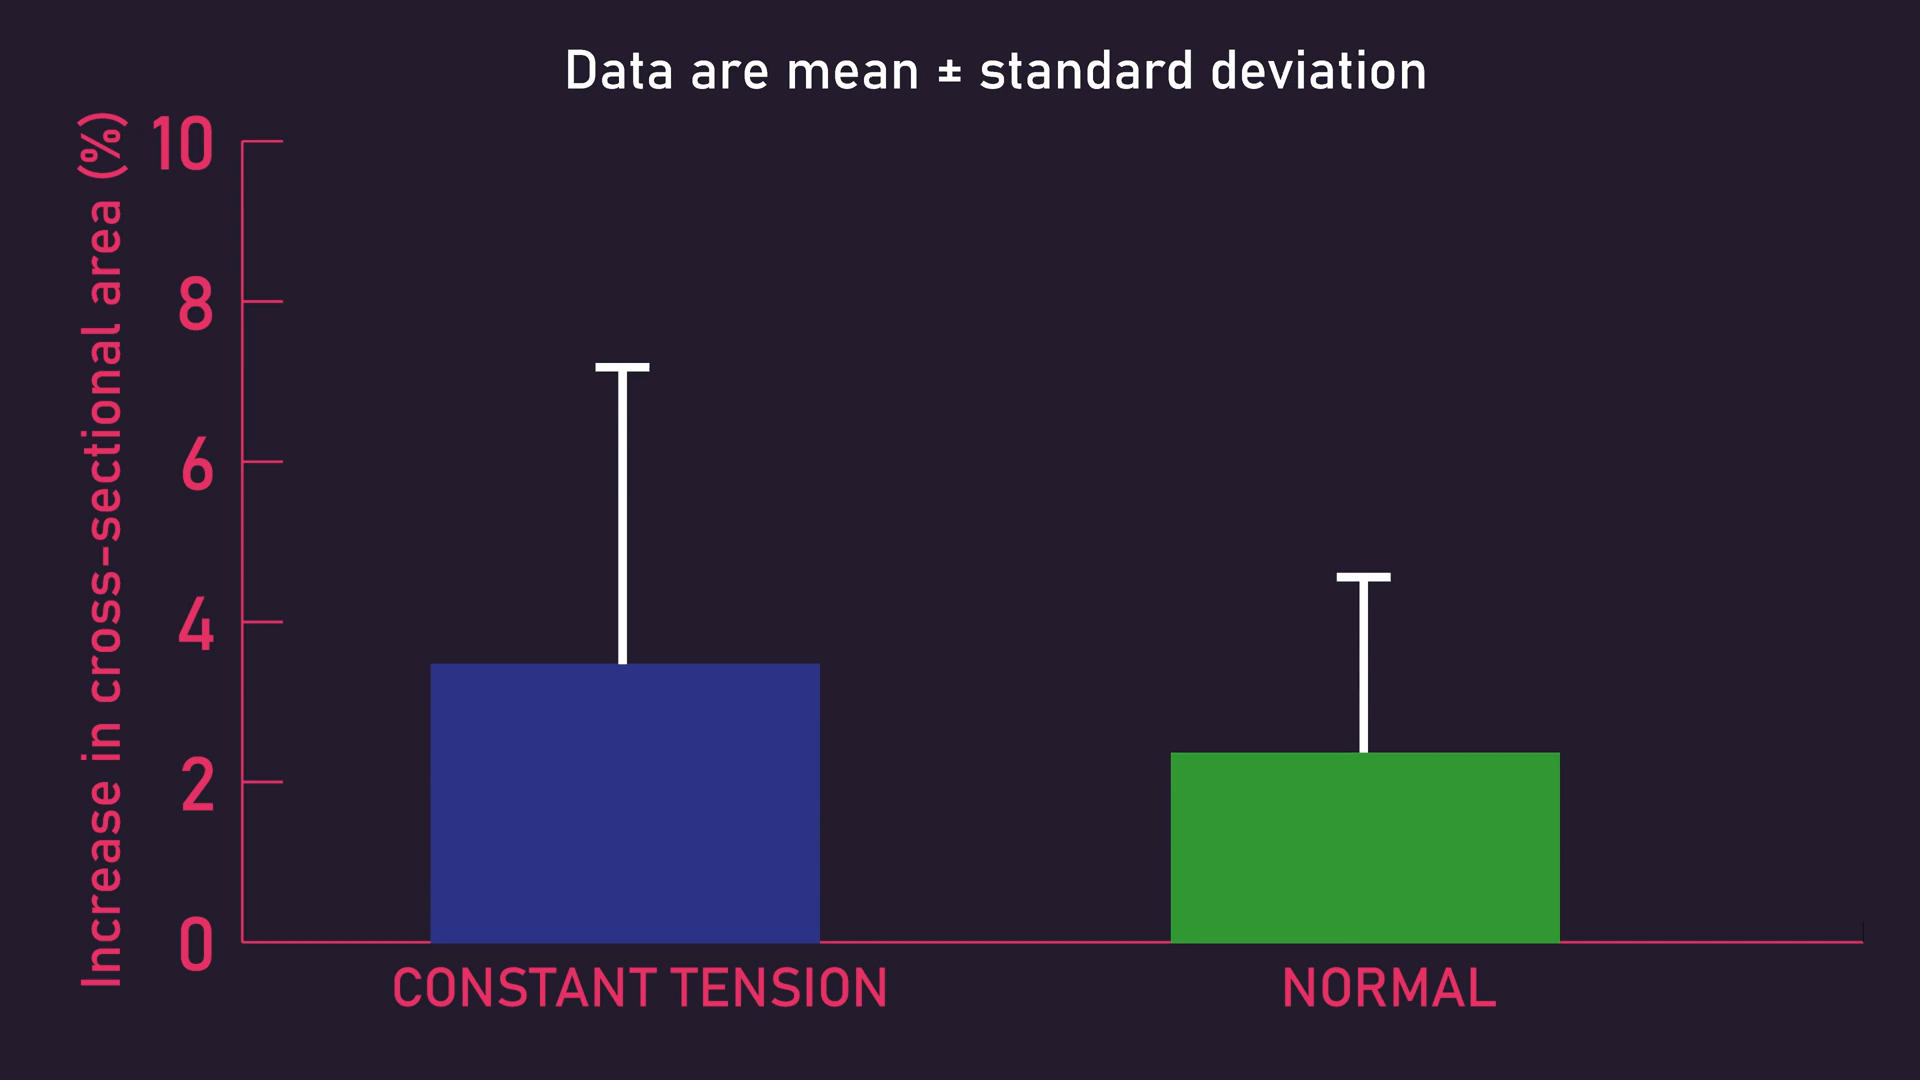 Data are mean ± standard deviation
Increase in cross-sectional area (%)
10
8
6
4
2
0
CONSTANT TENSION
NORMAL